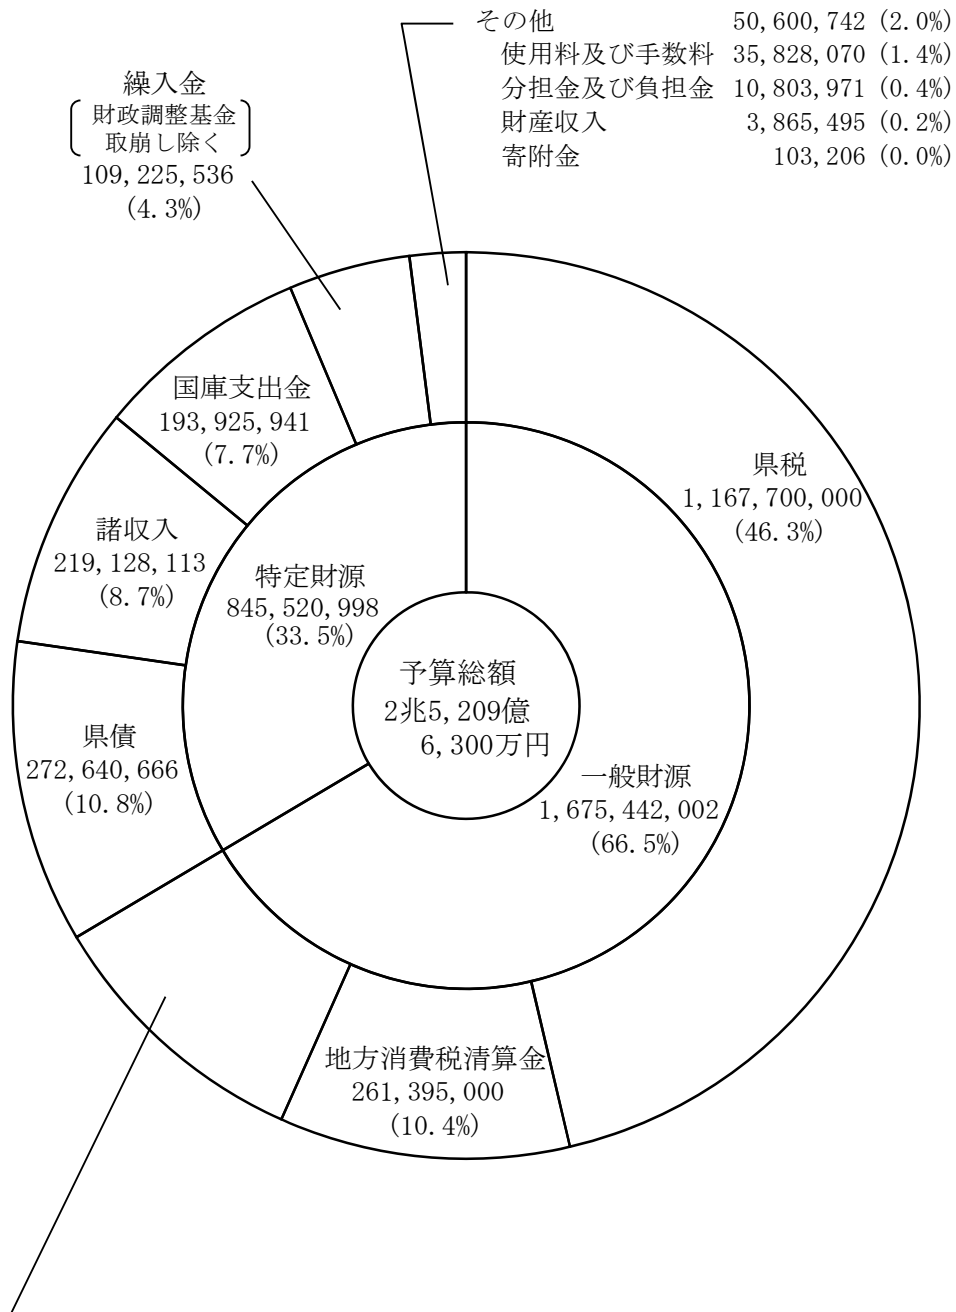 その他 50,600,742 (2.0%)
使用料及び手数料 35,828,070 (1.4%)
分担金及び負担金 10,803,971 (0.4%)
財産収入 3,865,495 (0.2%)
寄附金 103,206 (0.0%)
繰入金
財政調整基金
取崩し除く
109,225,536
(4.3%)
国庫支出金
193,925,941
(7.7%)
県税
1,167,700,000
(46.3%)
諸収入
219,128,113
(8.7%)
特定財源
845,520,998
(33.5%)
予算総額
2兆5,209億
6,300万円
県債
272,640,666
(10.8%)
一般財源
1,675,442,002
(66.5%)
地方消費税清算金
261,395,000
(10.4%)